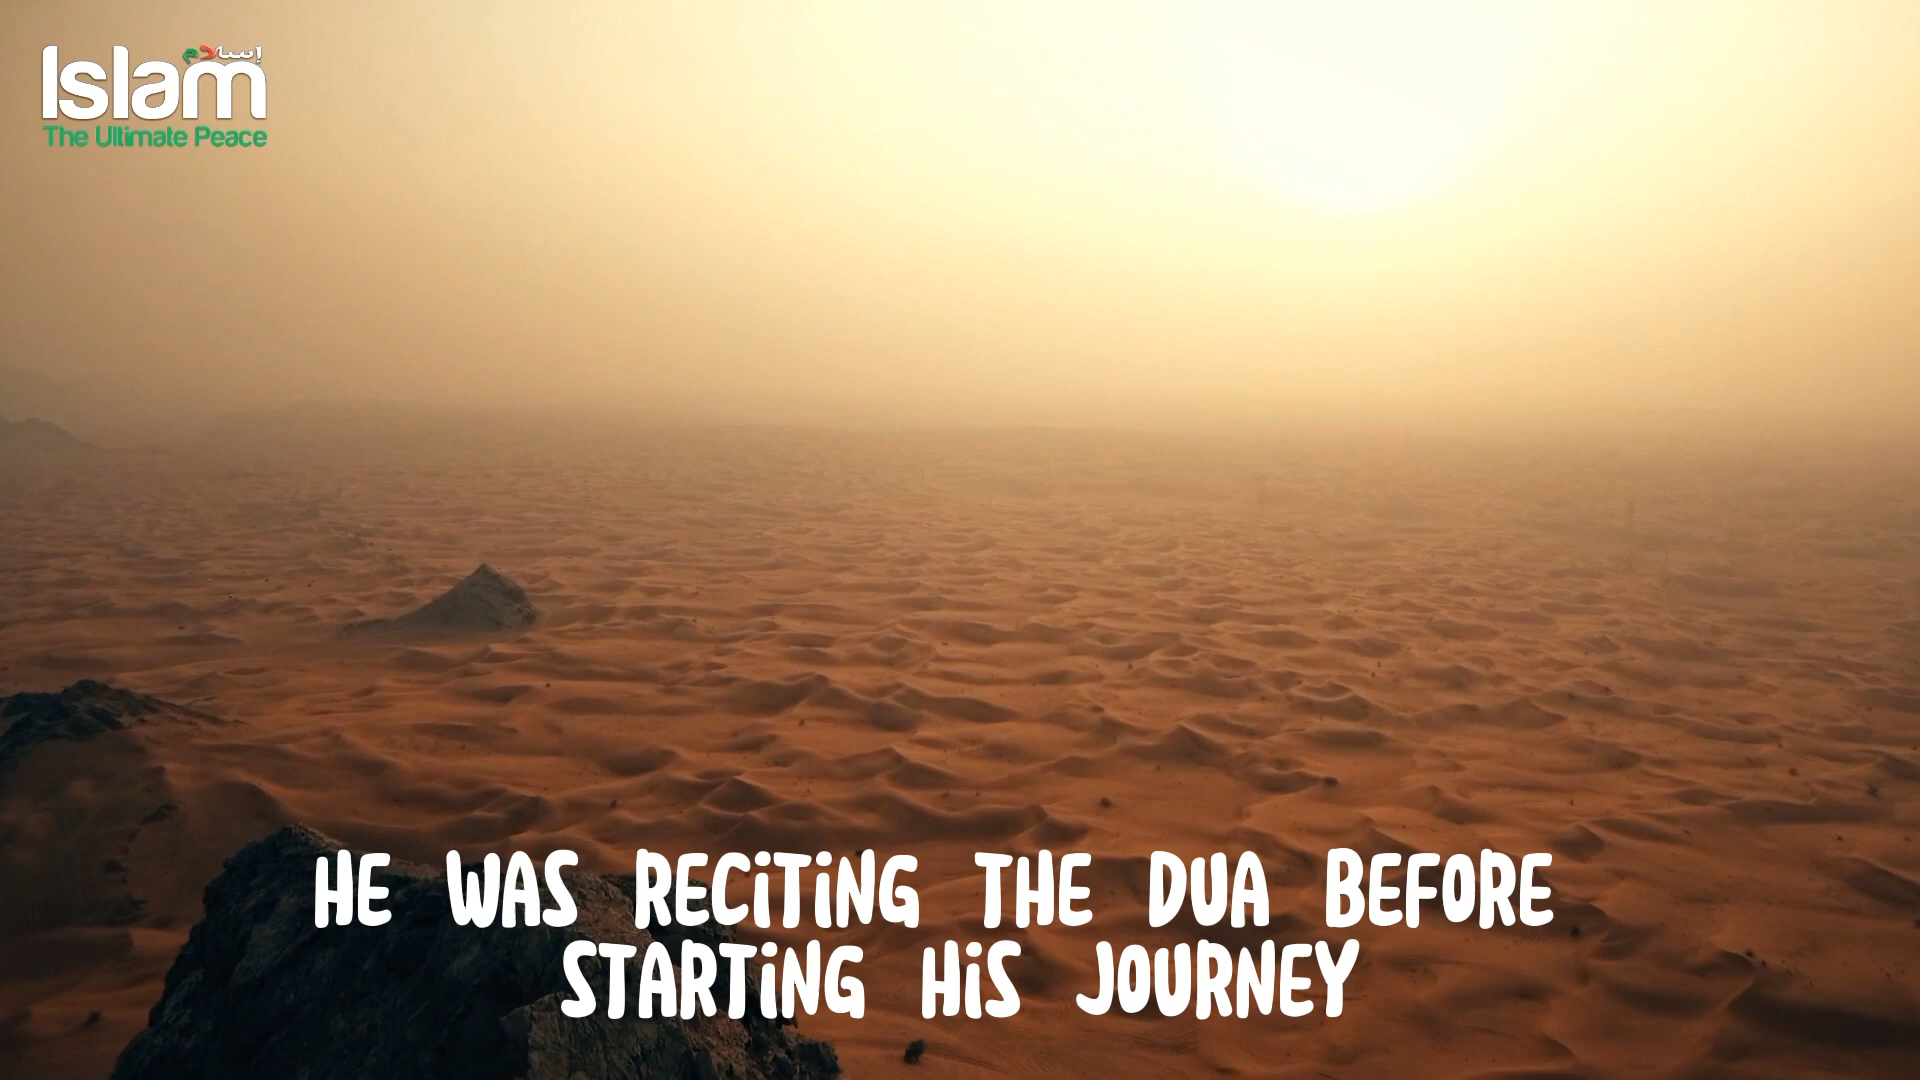 إسلام
Islam
The Ultimate Peace
HE WAS RECITING THE DUA BEFORE
STARTING HIS JOURNEY